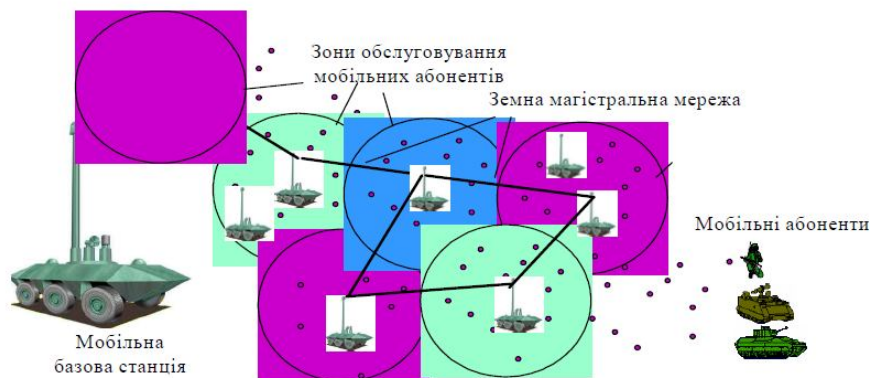 Зони обслуговування
мобільних абонентів
Земна магістральна мережа
Мобільні абоненти
Мобільна
базова станція